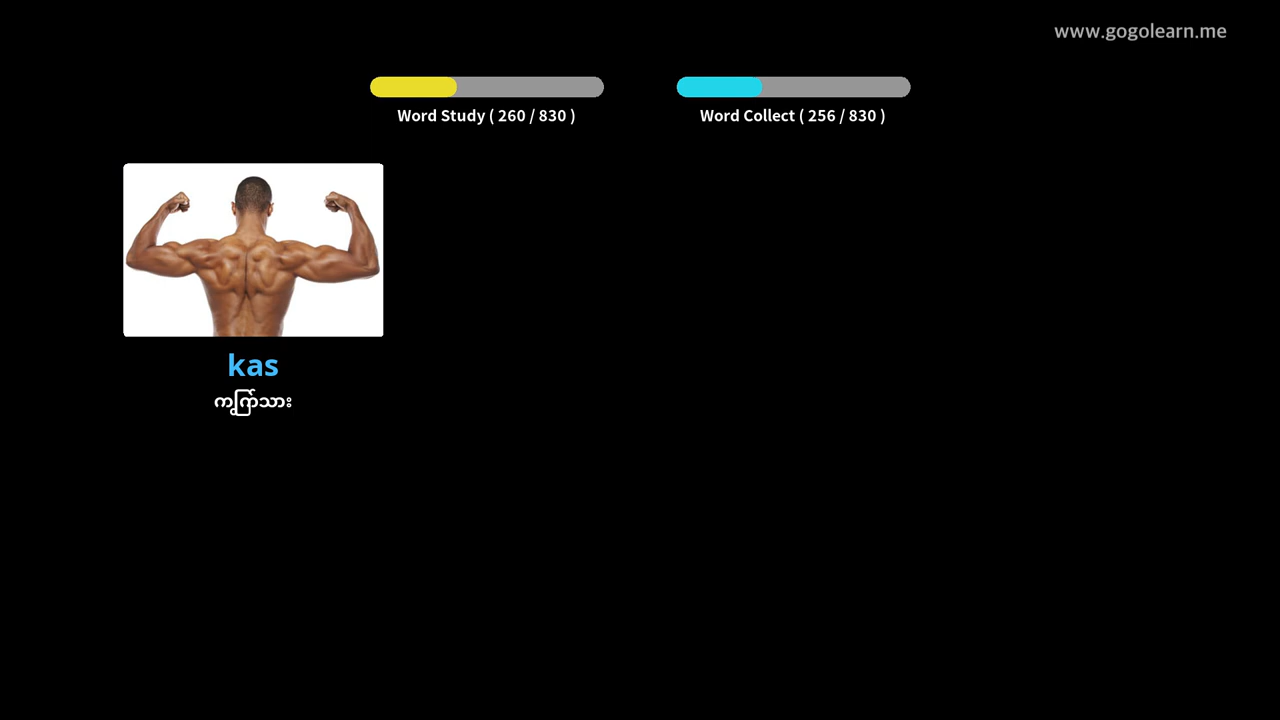 www.gogolearn.me
Word Study ( 260 / 830 )
Word Collect ( 256 / 830 )
kas
ကြွက်သား